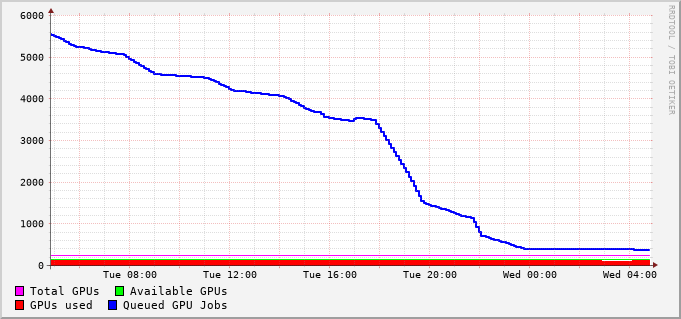 6000
5000
4000
3000
2000
1000
0
Tue 08:00 Tue 12:00 Tue 16:00 Tue 20:00 Wed 00:00 Wed 04:00
Total GPUs Available GPUs
GPUs used Queued GPU Jobs
RRDTOOL / TOBI OETIKER